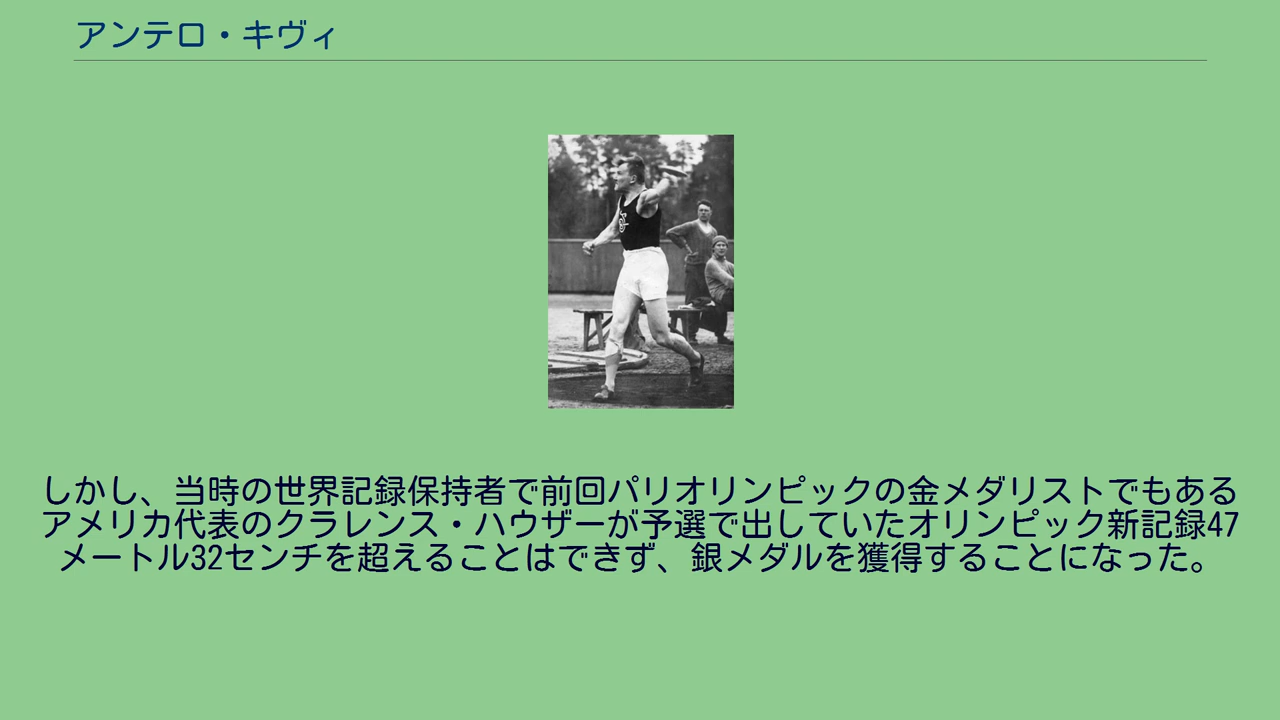 アンテロ・キヴィ
しかし、当時の世界記録保持者で前回パリオリンピックの金メダリストでもある
アメリカ代表のクラレンス・ハウザーが予選で出していたオリンピック新記録47
メートル32センチを超えることはできず、銀メダルを獲得することになった。